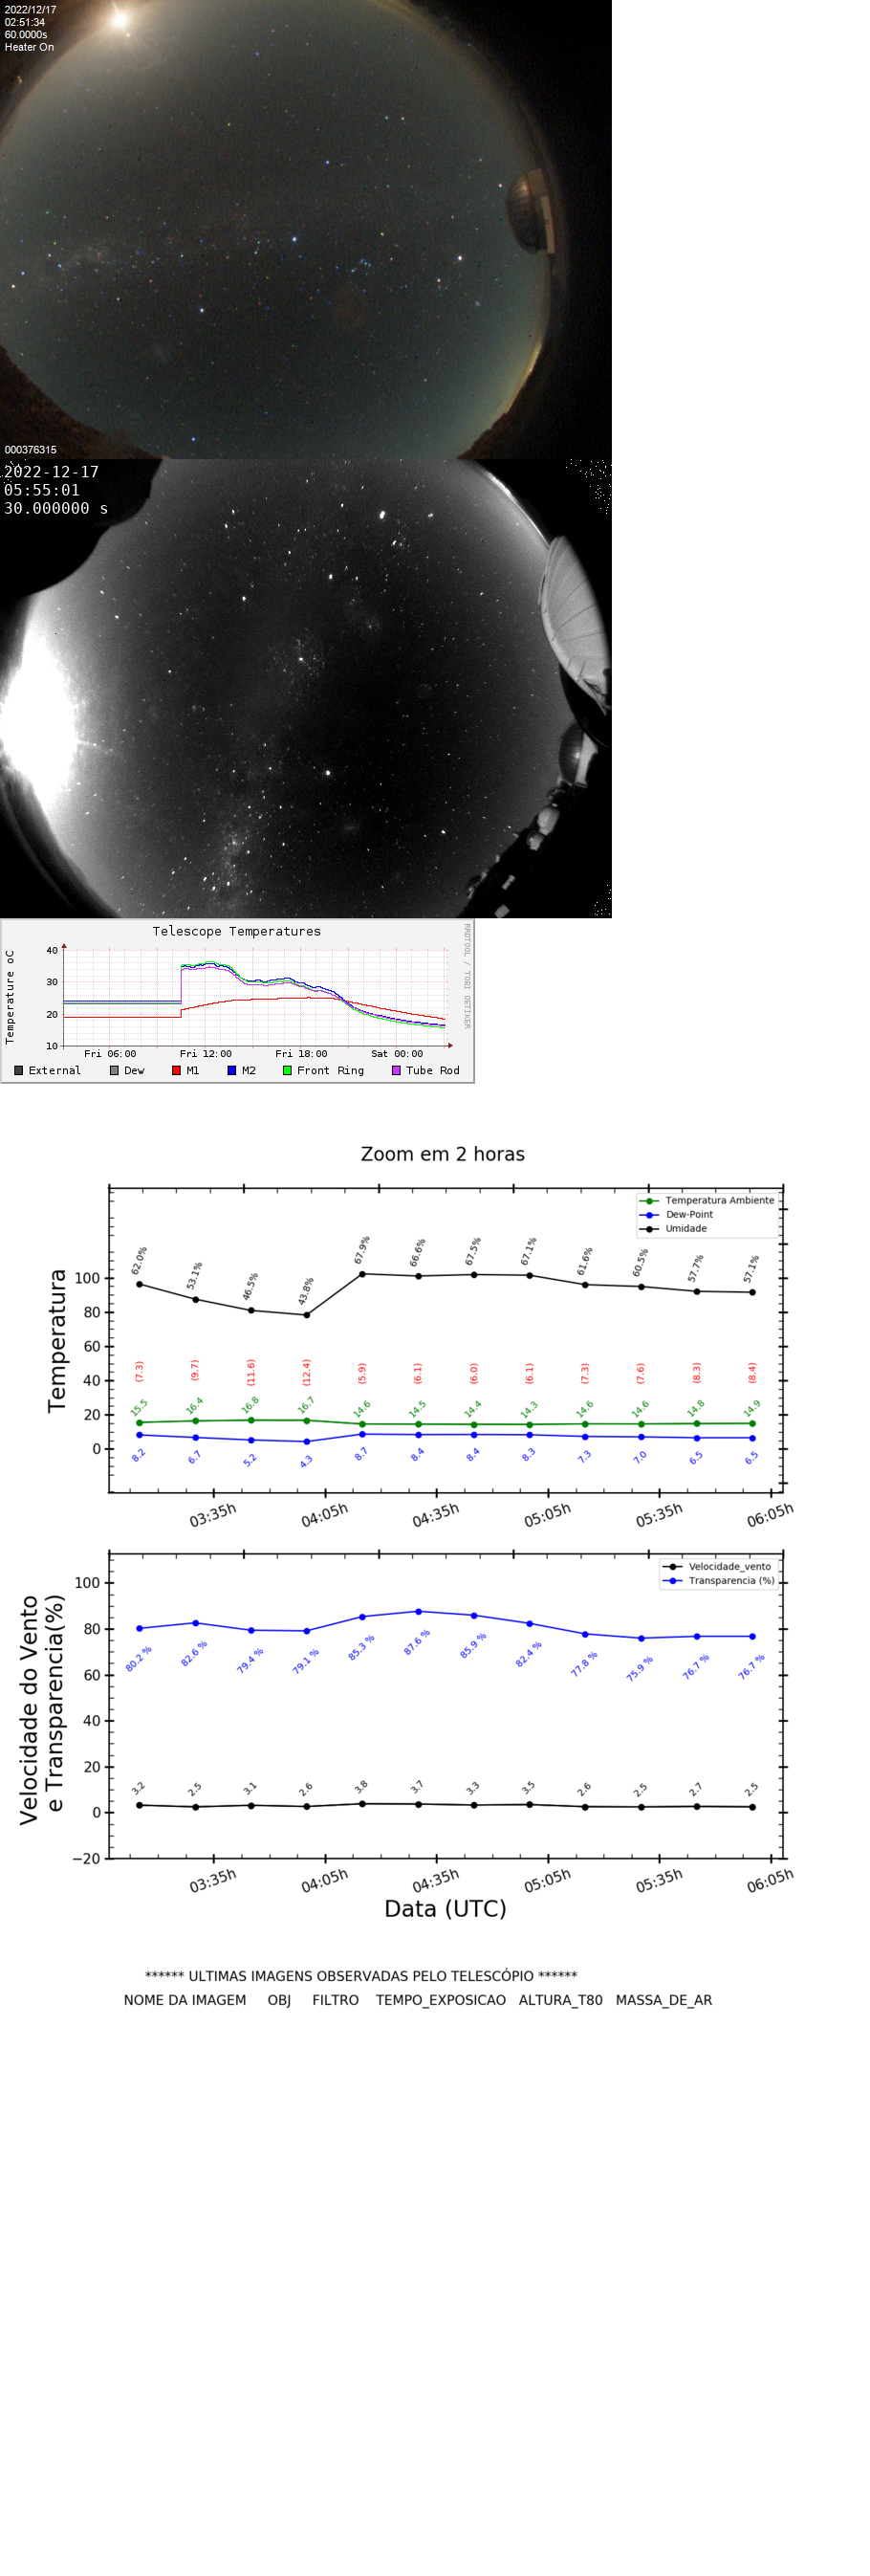 2022/12/17
02:51:34
60.0000s
Heater On
000376315
2022-12-17
05:55:01
30.000000 s
Telescope Temperatures
RRDTOOL / TOBI OETIKER
Temperature oC
40
30
20
10
Fri 06:00 Fri 12:00 Fri 18:00 Sat 00:00
External Dew M1 M2 Front Ring Tube Rod
Zoom em 2 horas
Temperatura Ambiente
Dew-Point
Umidade
Temperatura
100
80
60
40
20
0
62.0% 53.1% 46.5% 43.8% 67.9% 66.6% 67.5% 67.1% 61.6% 60.5% 57.7% 57.1%
(7.3) (9.7) (11.6) (12.4) (5.9) (6.1) (6.0) (6.1) (7.3) (7.6) (8.3) (8.4)
15.5 16.4 16.8 16.7 14.6 14.5 14.4 14.3 14.6 14.6 14.8 14.9
8.2 6.7 5.2 4.3 8.7 8.4 8.4 8.3 7.3 7.0 6.5 6.5
03:35h 04:05h 04:35h 05:05h 05:35h 06:05h
Velocidade_vento
Transparencia (%)
Velocidade do Vento
e Transparencia(%)
100
80
60
40
20
0
−20
80.2 % 82.6 % 79.4 % 79.1 % 85.3 % 87.6 % 85.9 % 82.4 % 77.8 % 75.9 % 76.7 % 76.7 %
3.2 2.5 3.1 2.6 3.8 3.7 3.3 3.5 2.6 2.5 2.7 2.5
03:35h 04:05h 04:35h 05:05h 05:35h 06:05h
Data (UTC)
****** ULTIMAS IMAGENS OBSERVADAS PELO TELESCÓPIO ******
NOME DA IMAGEM OBJ FILTRO TEMPO_EXPOSICAO ALTURA_T80 MASSA_DE_AR